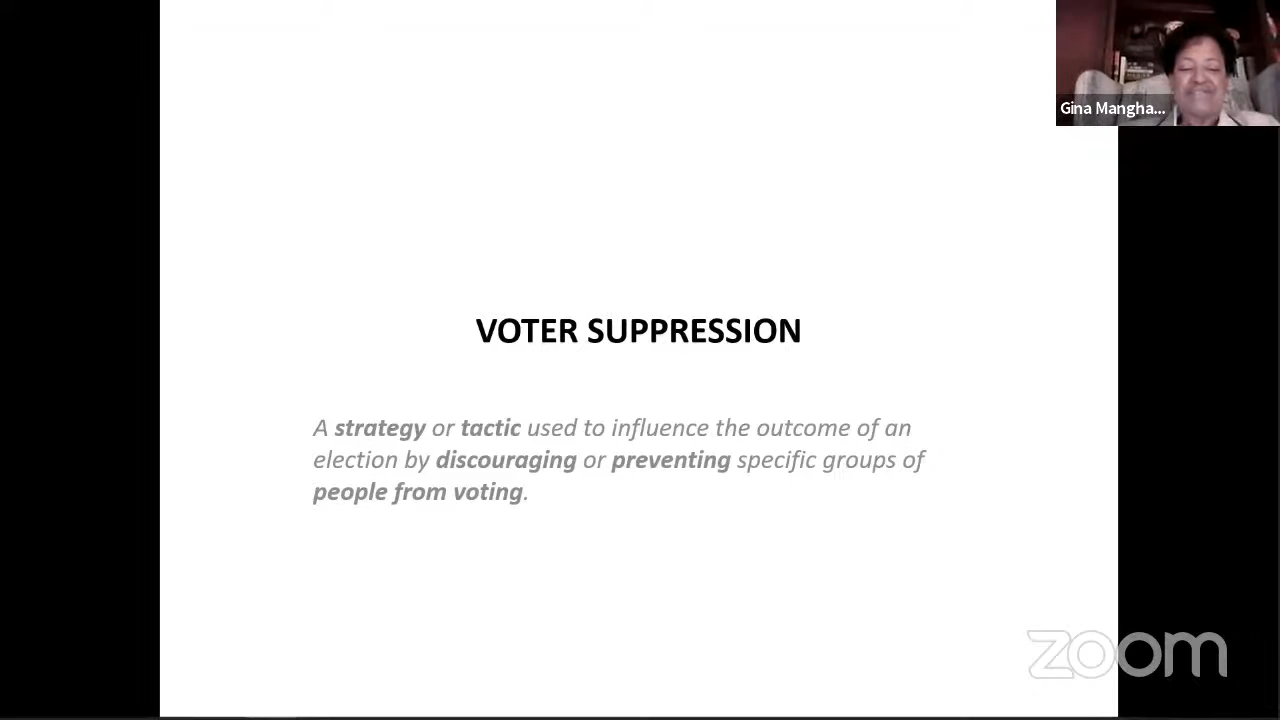 Gina Mangha...
VOTER SUPPRESSION
A strategy or tactic used to influence the outcome of an
election by discouraging or preventing specific groups of
people from voting.
zoom